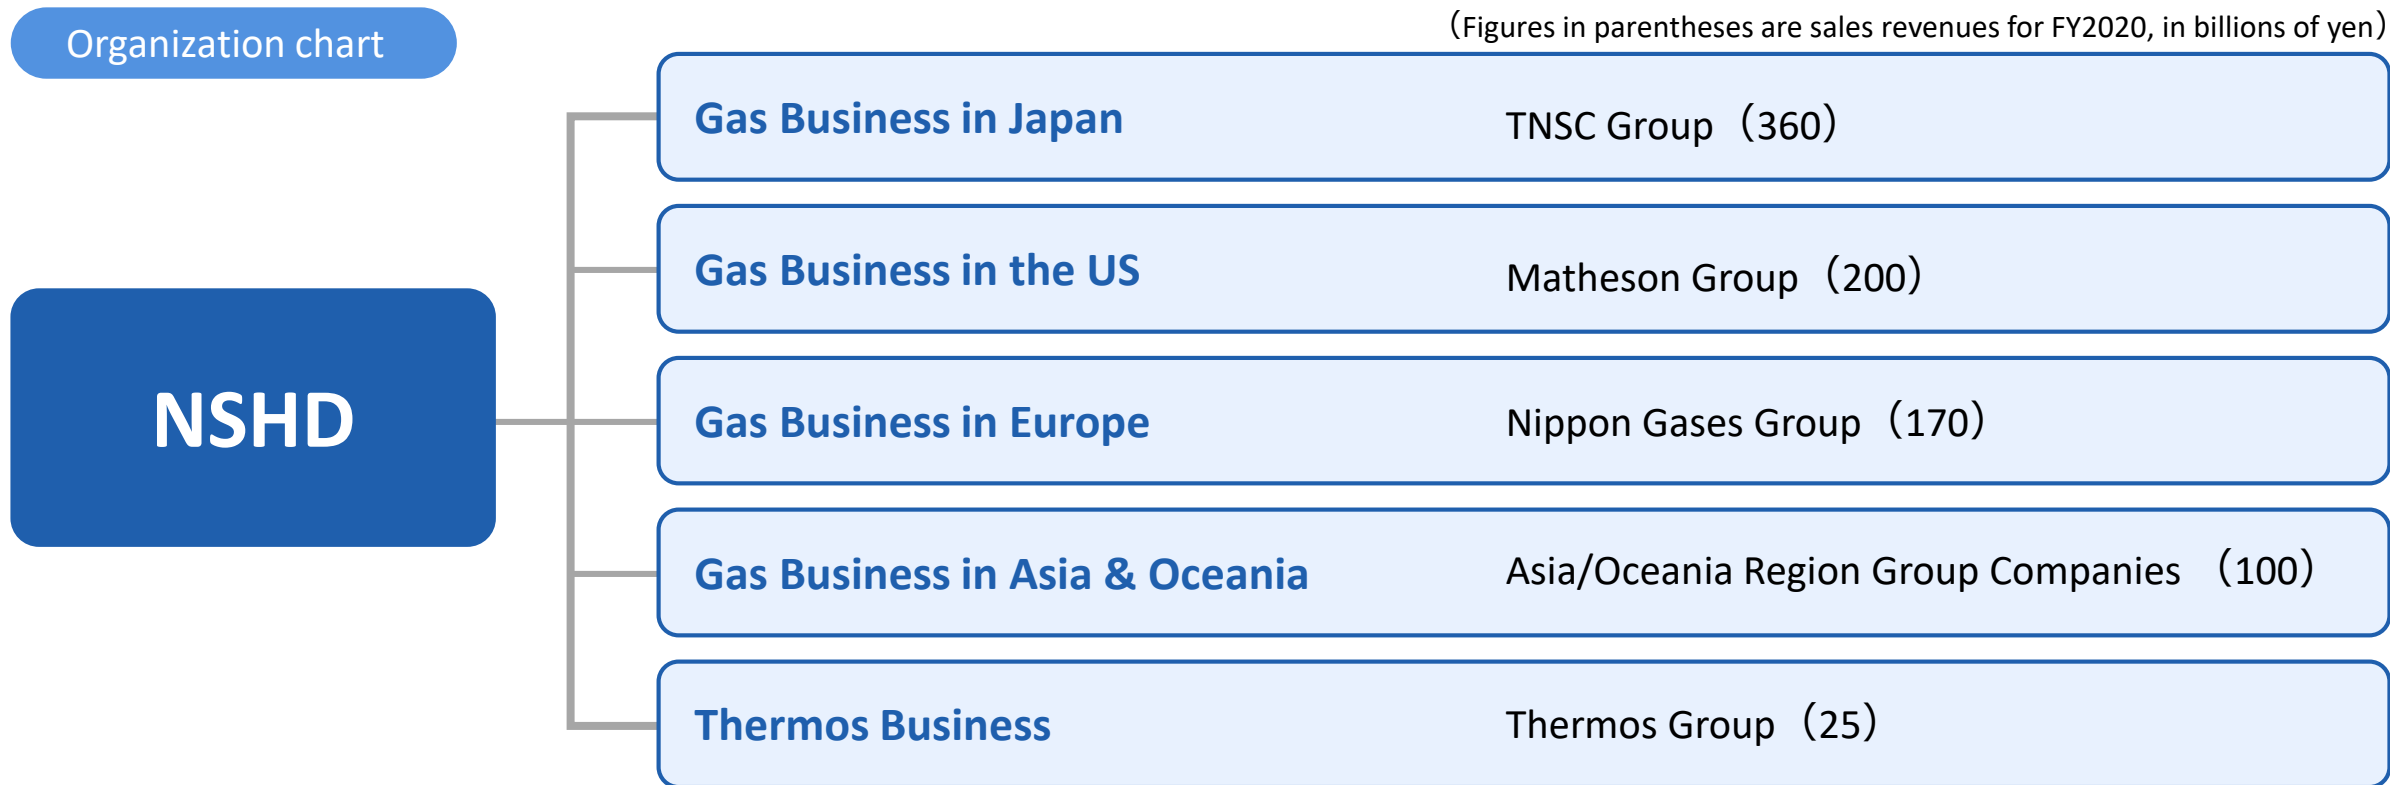 Organization chart
（Figures in parentheses are sales revenues for FY2020, in billions of yen）
NSHD
Gas Business in Japan
TNSC Group（360）
Gas Business in the US
Matheson Group（200）
Gas Business in Europe
Nippon Gases Group（170）
Gas Business in Asia & Oceania
Asia/Oceania Region Group Companies （100）
Thermos Business
Thermos Group（25）